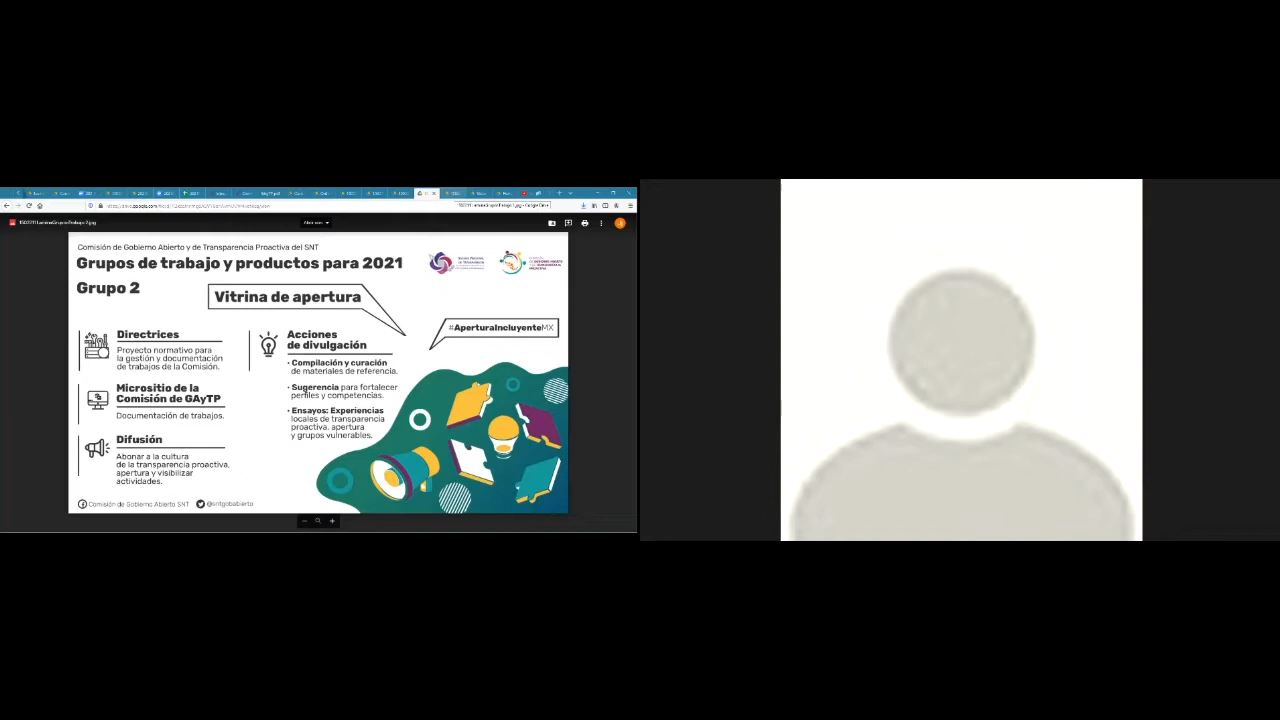 Comisión de Gobierno Abierto y de Transparencia Proactiva del SNT
Grupos de trabajo y productos para 2021
Grupo 2
Vitrina de apertura
#AperturaIncluyenteMX
Directrices
Proyecto normativo para
la gestión y documentación
de trabajos de la Comisión.
Micrositio de la
Comisión de GAyTP
Documentación de trabajos.
Difusión
Abonar a la cultura
de la transparencia proactiva,
apertura y visibilizar
actividades.
Acciones
de divulgación
· Compilación y curación
de materiales de referencia.
· Sugerencia para fortalecer
perfiles y competencias.
· Ensayos: Experiencias
locales de transparencia
proactiva, apertura
y grupos vulnerables.
Comisión de Gobierno Abierto SNT
@sntgobabierto